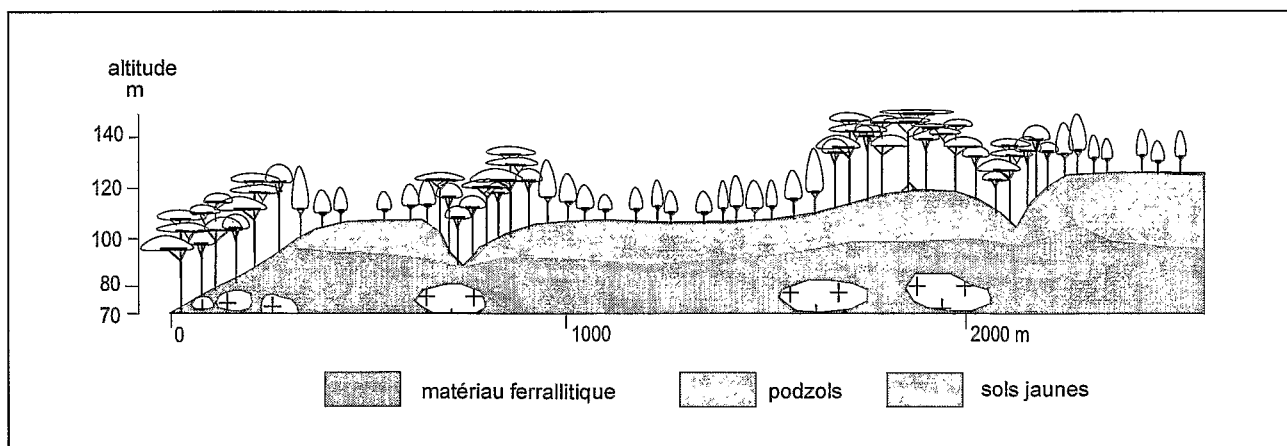 altitude
m
140
120
100
80
70
0
1000
2000 m
matériau ferrallitique
podzols
sols jaunes